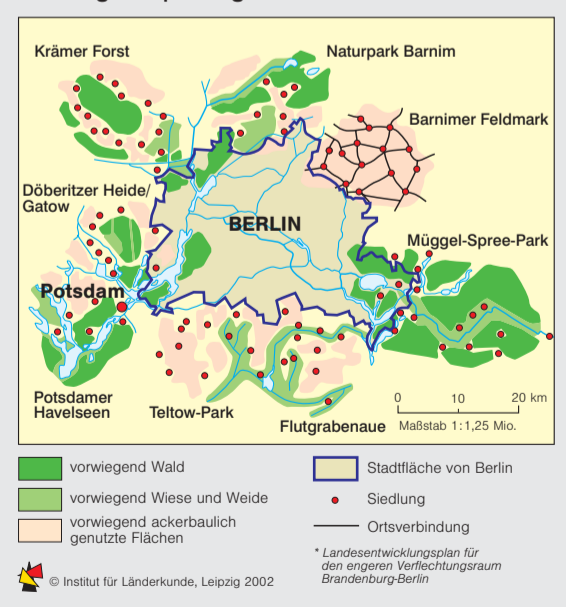 Krämer Forst
Naturpark Barnim
Barnimer Feldmark
Döberitzer Heide/
Gatow
BERLIN
Müggel-Spree-Park
Potsdam
Potsdamer
Havelseen
Teltow-Park
Flutgrabenaue
0 10 20 km
Maßstab 1:1,25 Mio.
vorwiegend Wald
vorwiegend Wiese und Weide
vorwiegend ackerbaulich
genutzte Flächen
Stadtfläche von Berlin
Siedlung
Ortsverbindung
* Landesentwicklungsplan für
den engeren Verflechtungsraum
Brandenburg-Berlin
© Institut für Länderkunde, Leipzig 2002